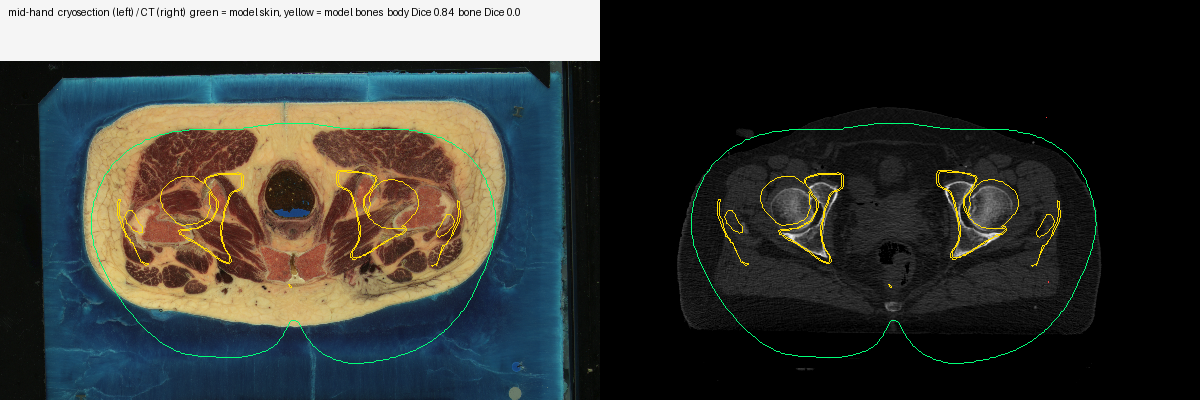 mid-hand cryosection (left) / CT (right) green = model skin, yellow = model bones body Dice 0.84 bone Dice 0.0